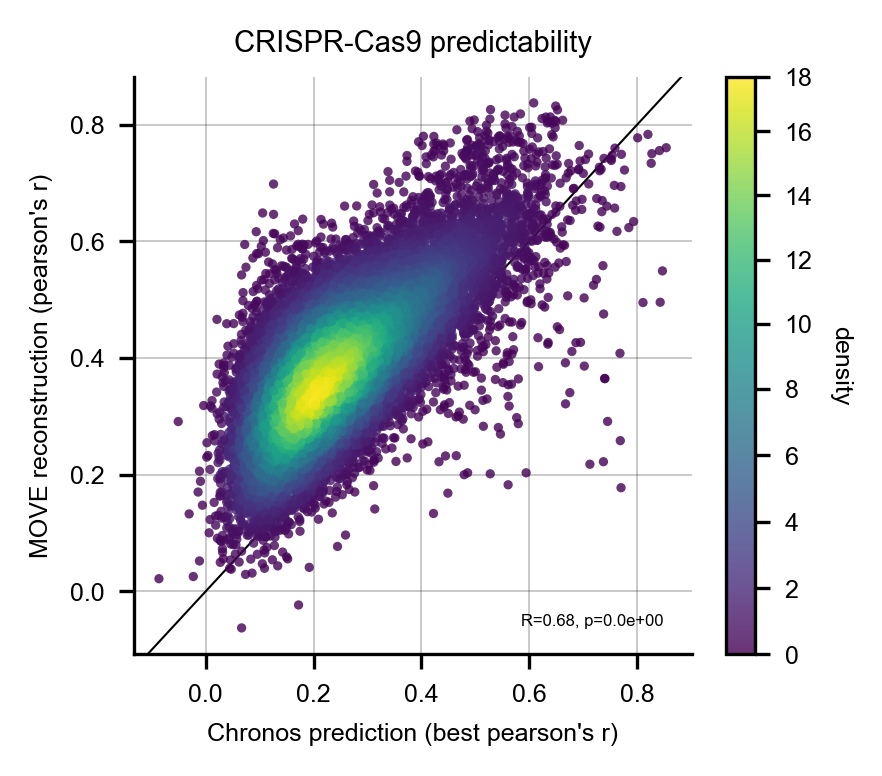 CRISPR-Cas9 predictability
MOVE reconstruction (pearson's r)
0.8
0.6
0.4
0.2
0.0
0.0 0.2 0.4 0.6 0.8
Chronos prediction (best pearson's r)
R=0.68, p=0.0e+00
18
16
14
12
10
8
6
4
2
0
density